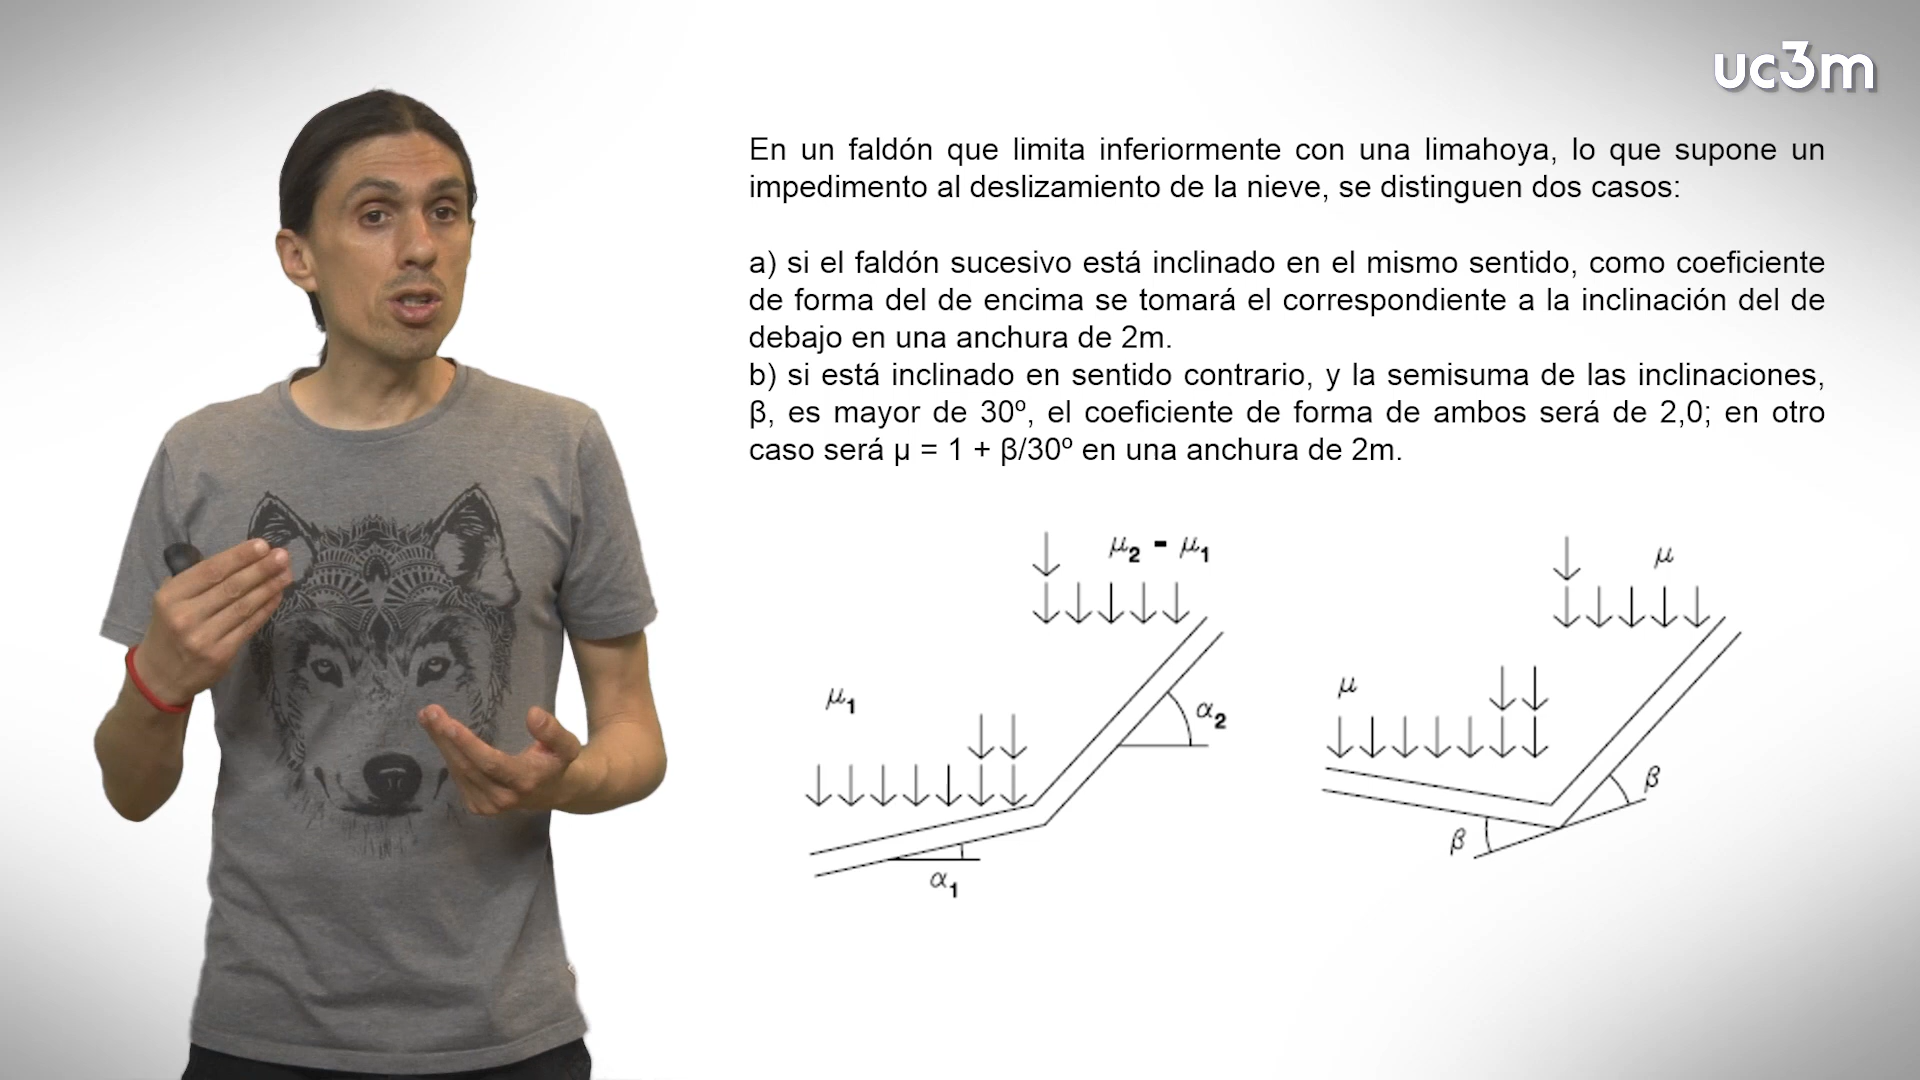 uc3m
En un faldón que limita inferiormente con una limahoya, lo que supone un
impedimento al deslizamiento de la nieve, se distinguen dos casos:
a) si el faldón sucesivo está inclinado en el mismo sentido, como coeficiente
de forma del de encima se tomará el correspondiente a la inclinación del de
debajo en una anchura de 2m.
b) si está inclinado en sentido contrario, y la semisuma de las inclinaciones,
β, es mayor de 30º, el coeficiente de forma de ambos será de 2,0; en otro
caso será μ = 1 + β/30º en una anchura de 2m.
μ2 - μ1
μ1
α2
α1
μ
μ
β
β